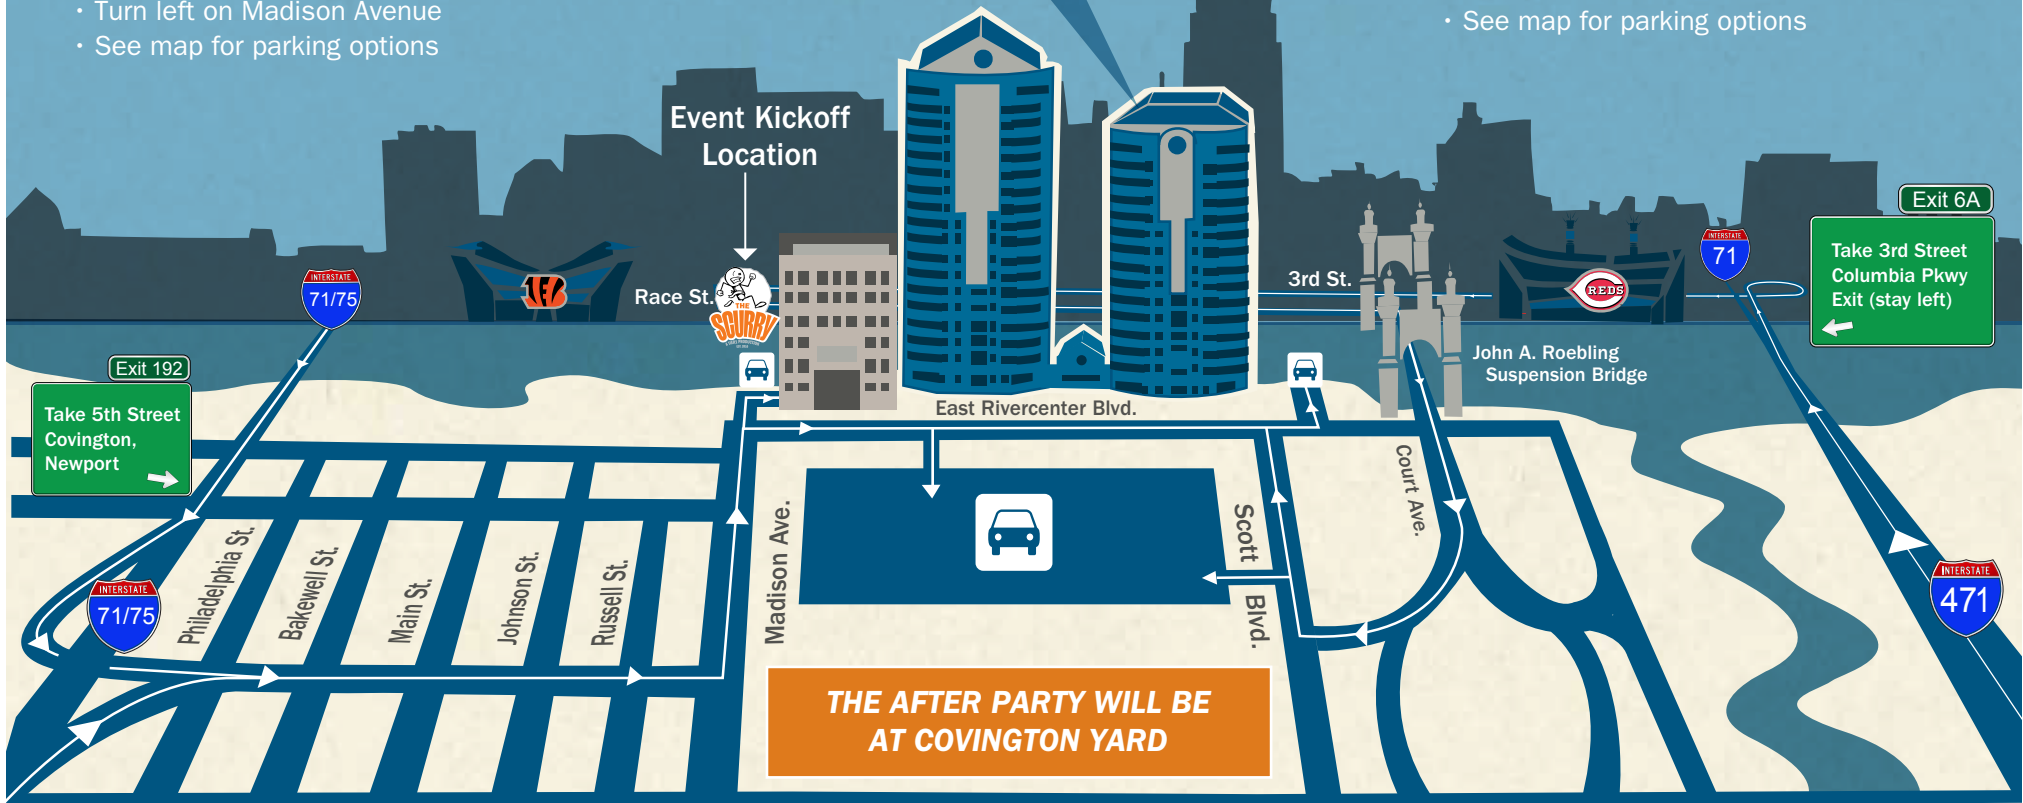 · Turn left on Madison Avenue
· See map for parking options
· See map for parking options
Event Kickoff
Location
Exit 6A
Take 3rd Street
Columbia Pkwy
Exit (stay left)
INTERSTATE
71
INTERSTATE
71/75
Race St.
THE
SCURRY
3rd St.
REDS
John A. Roebling
Suspension Bridge
Exit 192
Take 5th Street
Covington,
Newport
East Rivercenter Blvd.
Court Ave.
Philadelphia St.
Bakewell St.
Main St.
Johnson St.
Russell St.
Madison Ave.
Scott
Blvd.
INTERSTATE
71/75
INTERSTATE
471
THE AFTER PARTY WILL BE
AT COVINGTON YARD